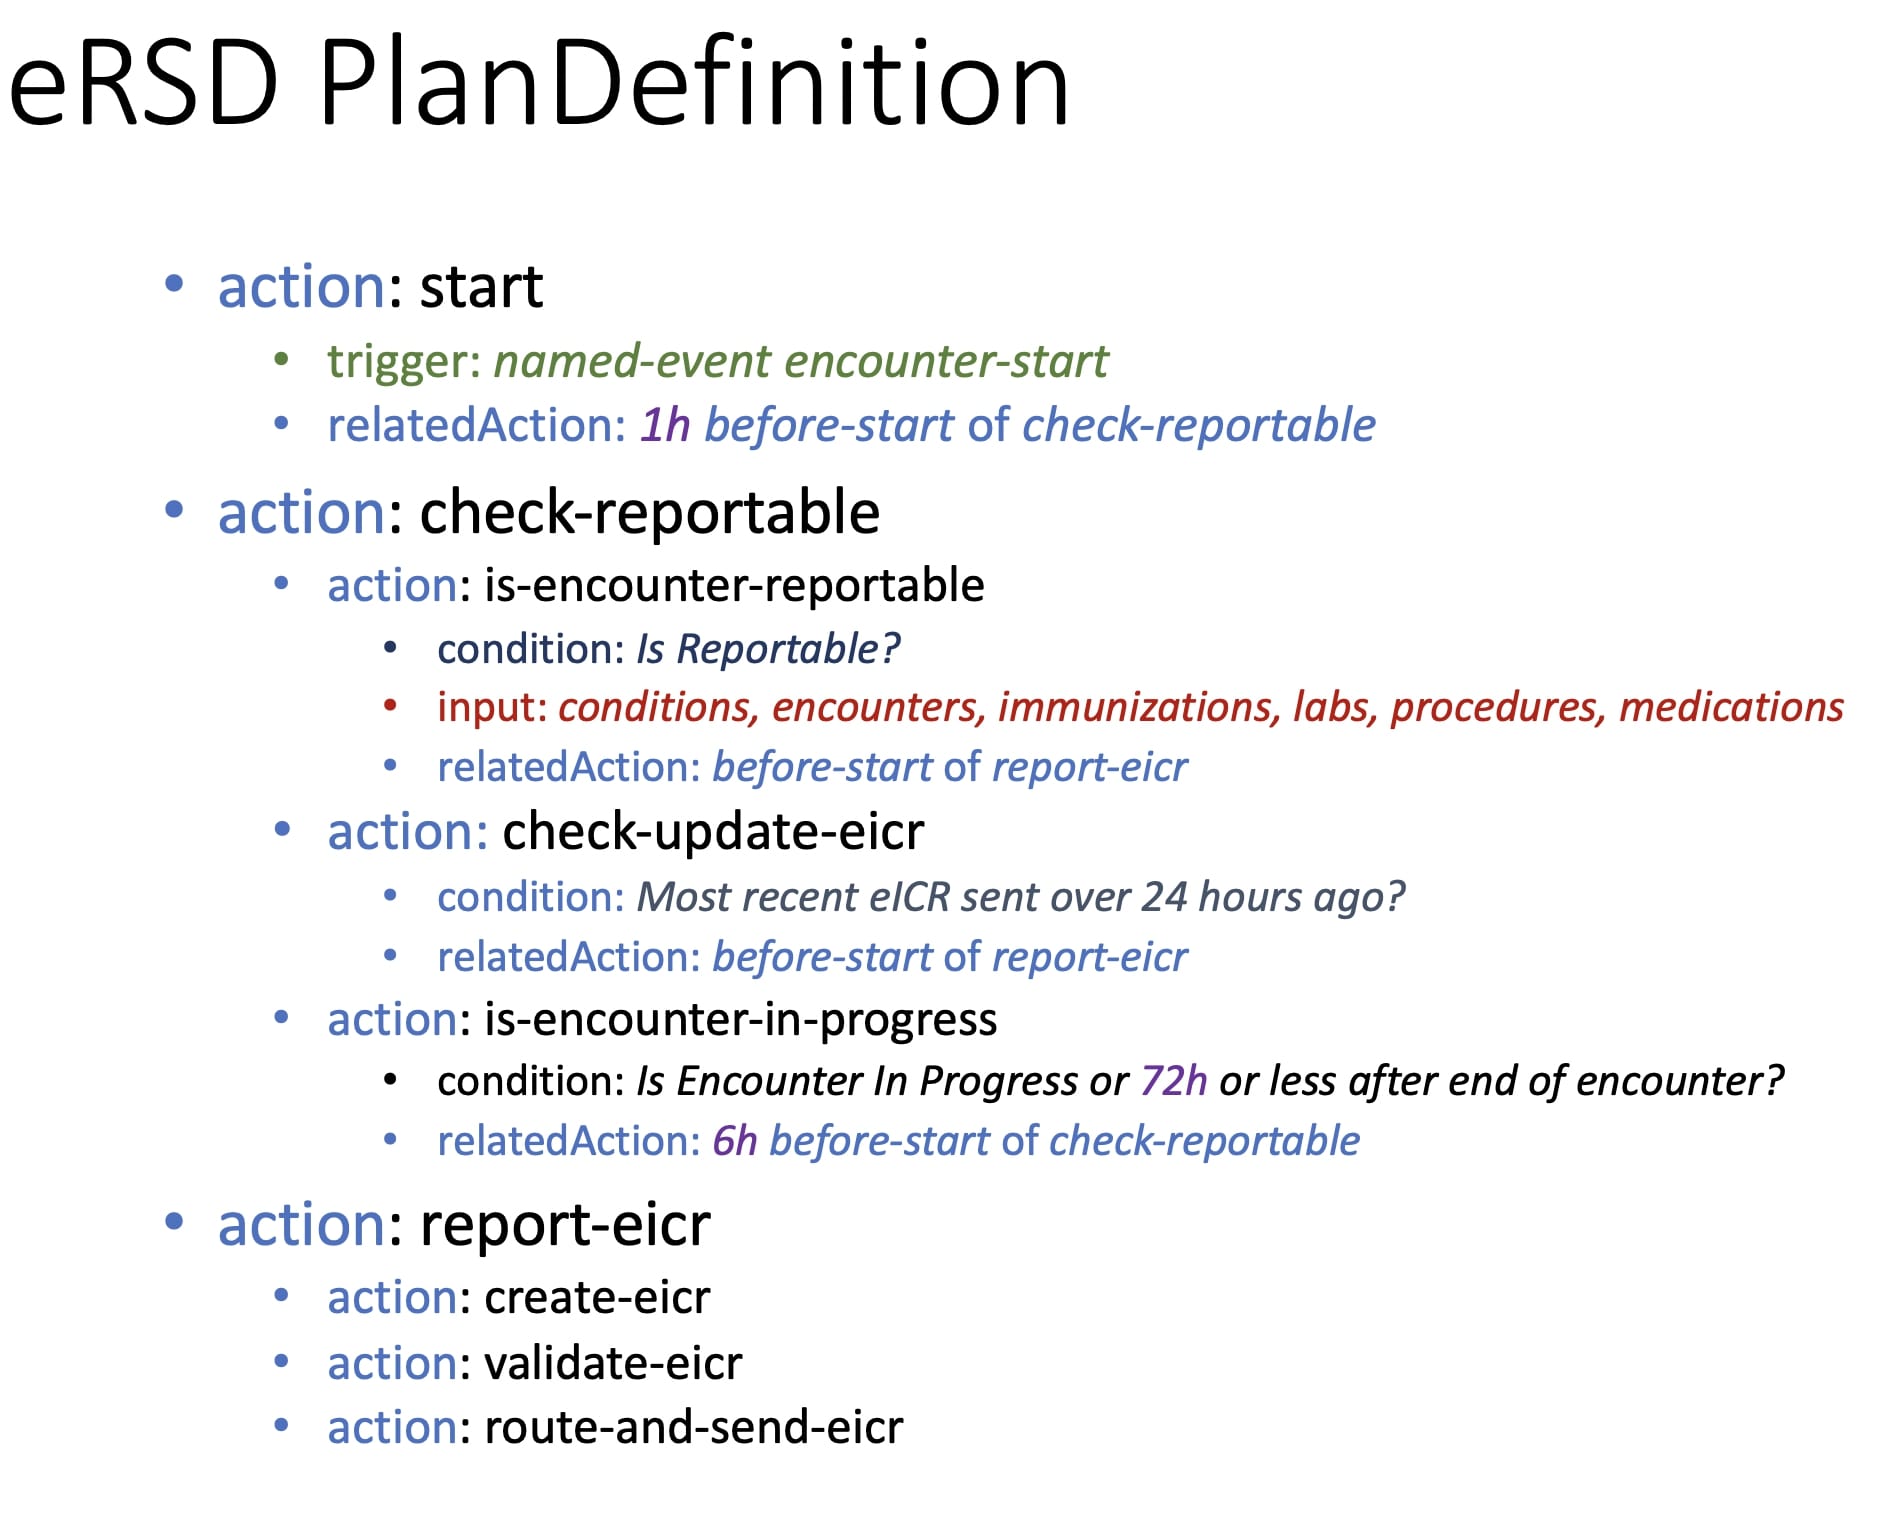 eRSD PlanDefinition
• action: start
• trigger: named-event encounter-start
• relatedAction: 1h before-start of check-reportable
• action: check-reportable
• action: is-encounter-reportable
• condition: Is Reportable?
• input: conditions, encounters, immunizations, labs, procedures, medications
• relatedAction: before-start of report-eicr
• action: check-update-eicr
• condition: Most recent eICR sent over 24 hours ago?
• relatedAction: before-start of report-eicr
• action: is-encounter-in-progress
• condition: Is Encounter In Progress or 72h or less after end of encounter?
• relatedAction: 6h before-start of check-reportable
• action: report-eicr
• action: create-eicr
• action: validate-eicr
• action: route-and-send-eicr